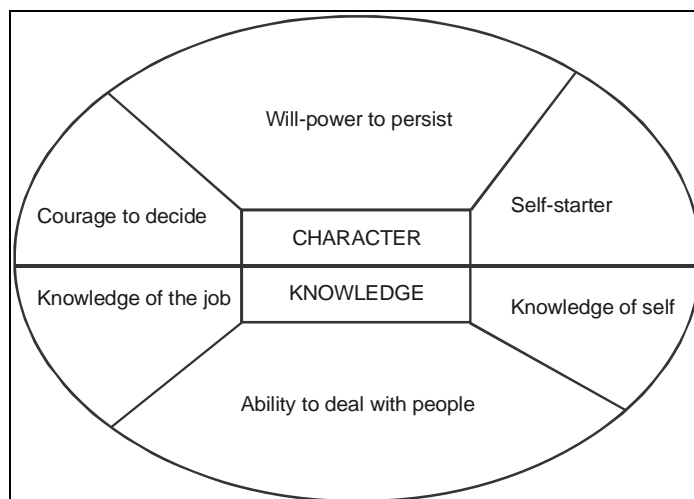 Will-power to persist
Courage to decide
Self-starter
CHARACTER
Knowledge of the job
KNOWLEDGE
Knowledge of self
Ability to deal with people